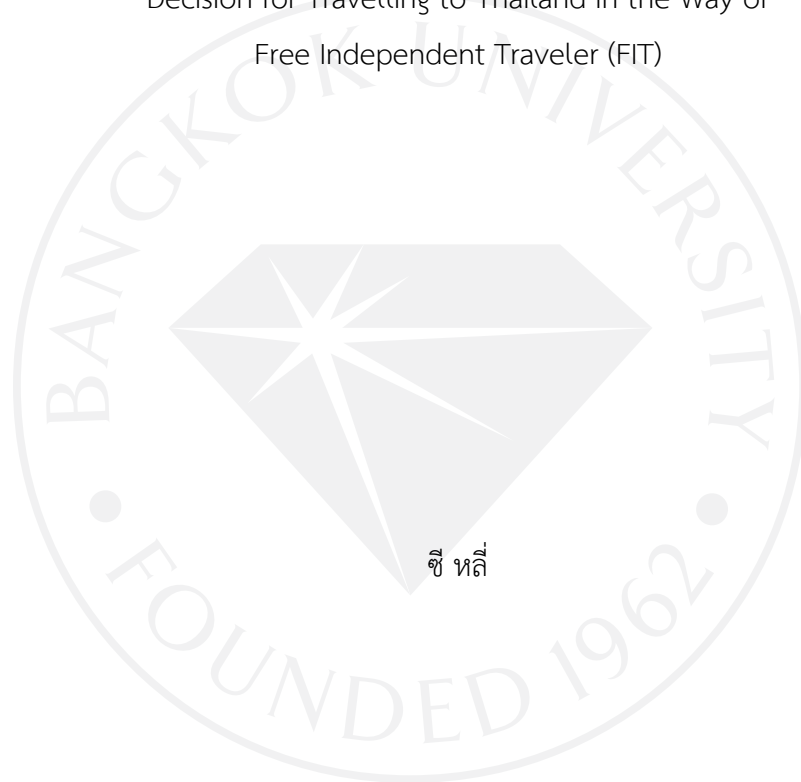 Decision for Travelling to Thailand in the Way of
Free Independent Traveler (FIT)
BANGKOK UNIVERSITY
ซี หลี่
• FOUNDED 1962 •